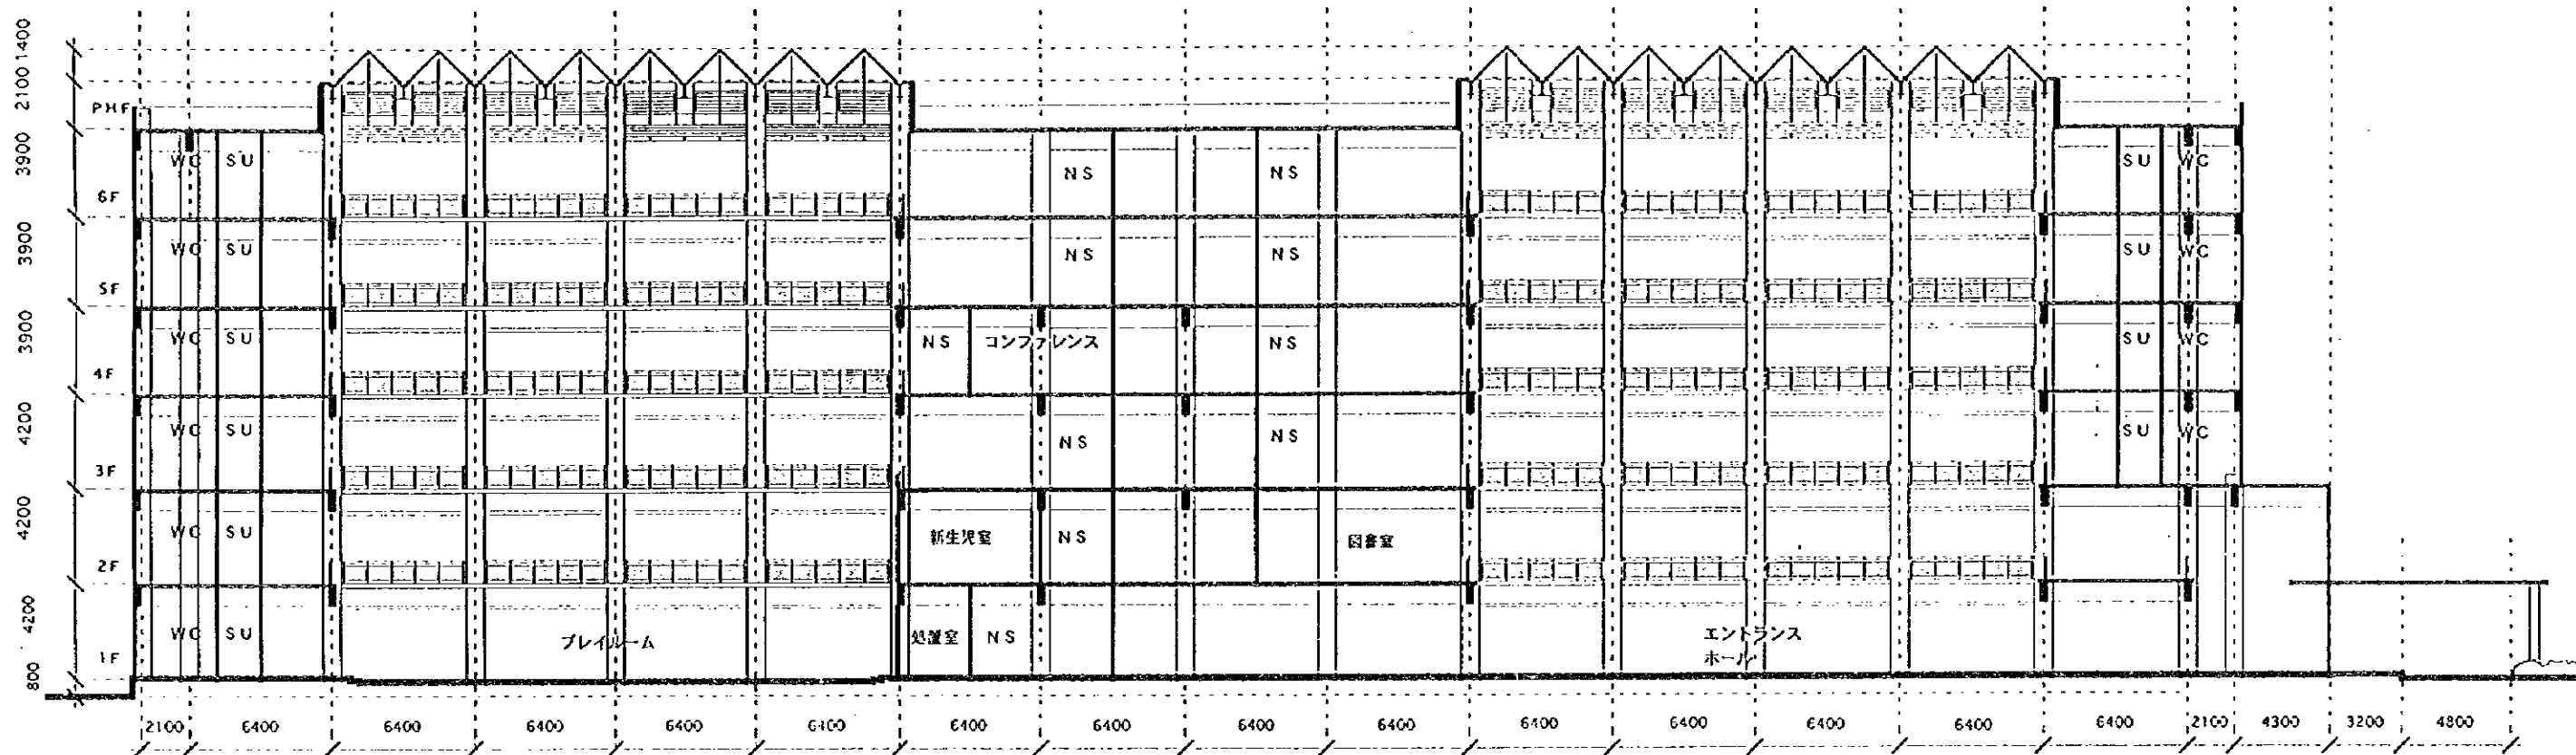 1400
2100
PHF
3900
WC SU NS NS SU WC
6F
3900
WC SU NS NS SU WC
5F
3900
WC SU NS コンファレンス NS SU WC
4F
4200
WC SU NS NS SU WC
3F
4200
WC SU 新生児室 NS 図書室
2F
4200
WC SU プレイルーム 処置室 NS エントランス
ホール
1F
800
2100 6400 6400 6400 6400 6400 6400 6400 6400 6400 6400 6400 6400 6400 6400 2100 4300 3200 4800